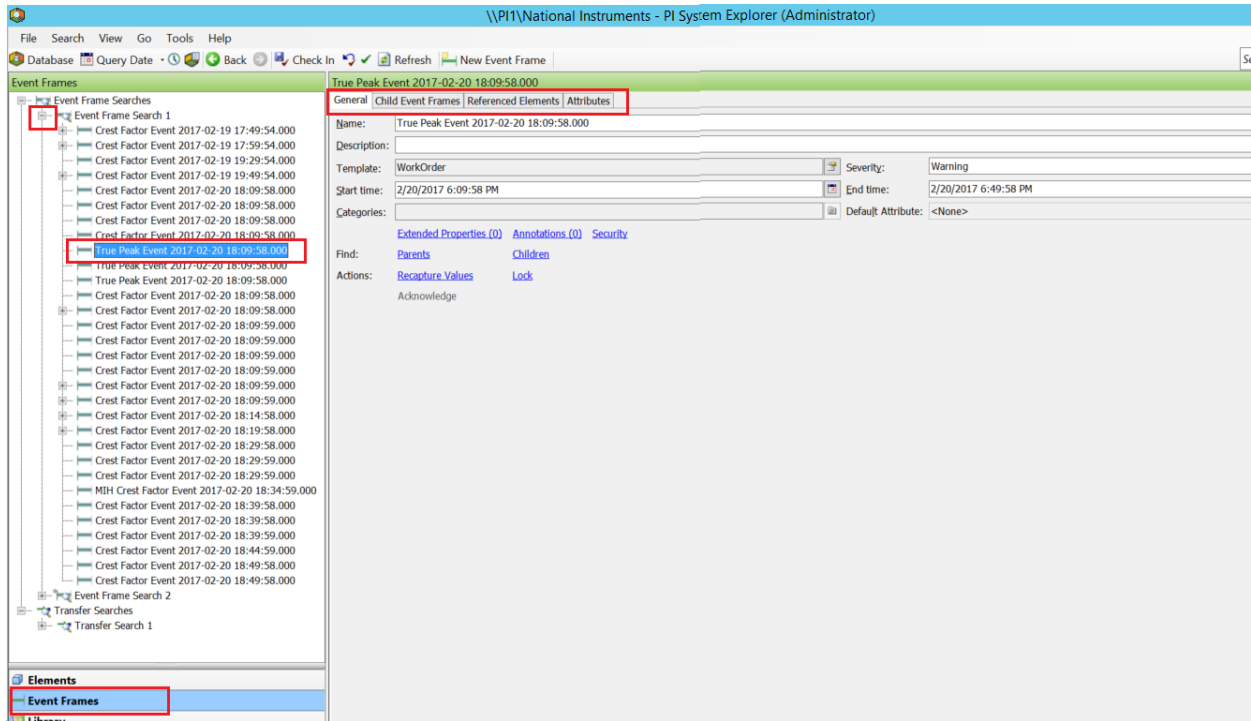 \\PI1\National Instruments - PI System Explorer (Administrator)
File Search View Go Tools Help
Database Query Date Back Check In Refresh New Event Frame
Event Frames
Event Frame Searches
Event Frame Search 1
Crest Factor Event 2017-02-19 17:49:54.000
Crest Factor Event 2017-02-19 17:59:54.000
Crest Factor Event 2017-02-19 19:29:54.000
Crest Factor Event 2017-02-19 19:49:54.000
Crest Factor Event 2017-02-20 18:09:58.000
Crest Factor Event 2017-02-20 18:09:58.000
Crest Factor Event 2017-02-20 18:09:58.000
Crest Factor Event 2017-02-20 18:09:58.000
True Peak Event 2017-02-20 18:09:58.000
True Peak Event 2017-02-20 18:09:58.000
True Peak Event 2017-02-20 18:09:58.000
Crest Factor Event 2017-02-20 18:09:58.000
Crest Factor Event 2017-02-20 18:09:58.000
Crest Factor Event 2017-02-20 18:09:59.000
Crest Factor Event 2017-02-20 18:09:59.000
Crest Factor Event 2017-02-20 18:09:59.000
Crest Factor Event 2017-02-20 18:09:59.000
Crest Factor Event 2017-02-20 18:09:59.000
Crest Factor Event 2017-02-20 18:09:59.000
Crest Factor Event 2017-02-20 18:14:58.000
Crest Factor Event 2017-02-20 18:19:58.000
Crest Factor Event 2017-02-20 18:29:58.000
Crest Factor Event 2017-02-20 18:29:59.000
Crest Factor Event 2017-02-20 18:29:59.000
MIH Crest Factor Event 2017-02-20 18:34:59.000
Crest Factor Event 2017-02-20 18:39:58.000
Crest Factor Event 2017-02-20 18:39:58.000
Crest Factor Event 2017-02-20 18:39:59.000
Crest Factor Event 2017-02-20 18:44:59.000
Crest Factor Event 2017-02-20 18:49:58.000
Crest Factor Event 2017-02-20 18:49:58.000
Event Frame Search 2
Transfer Searches
Transfer Search 1
Elements
Event Frames
Library
True Peak Event 2017-02-20 18:09:58.000
General Child Event Frames Referenced Elements Attributes
Name: True Peak Event 2017-02-20 18:09:58.000
Description:
Template: WorkOrder Severity: Warning
Start time: 2/20/2017 6:09:58 PM End time: 2/20/2017 6:49:58 PM
Categories: Default Attribute: <None>
Extended Properties (0) Annotations (0) Security
Find: Parents Children
Actions: Recapture Values Lock
Acknowledge